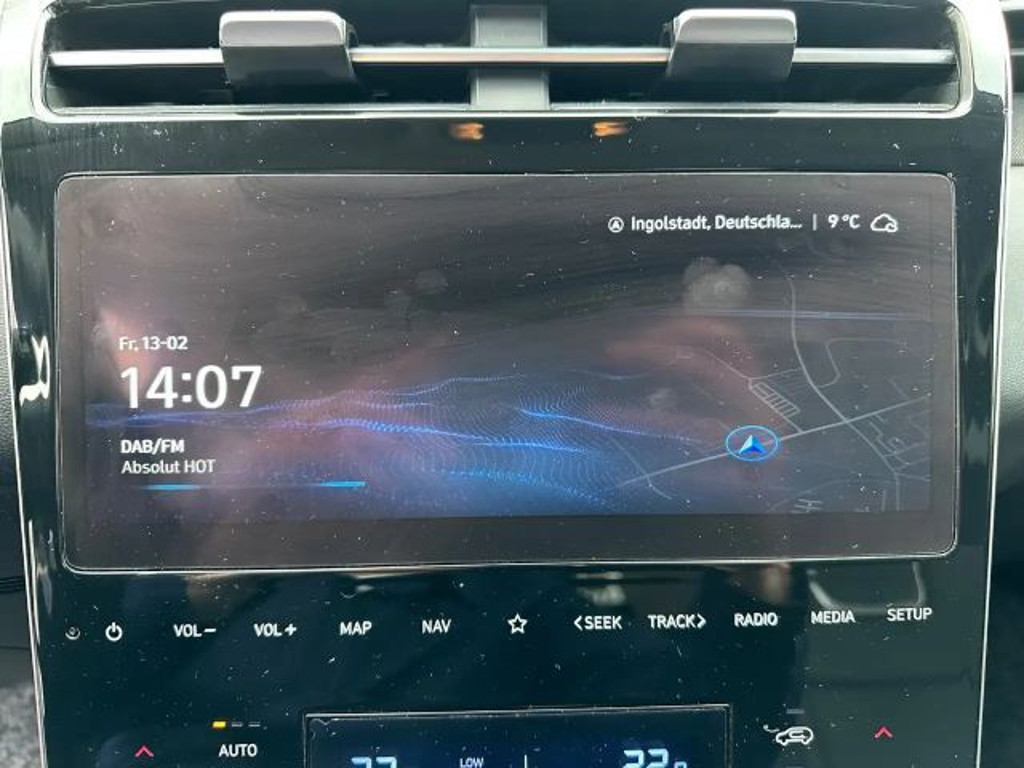 Ingolstadt, Deutschla... | 9 °C
Fr, 13-02
14:07
DAB/FM
Absolut HOT
VOL− VOL+ MAP NAV ☆ <SEEK TRACK> RADIO MEDIA SETUP
AUTO
LOW